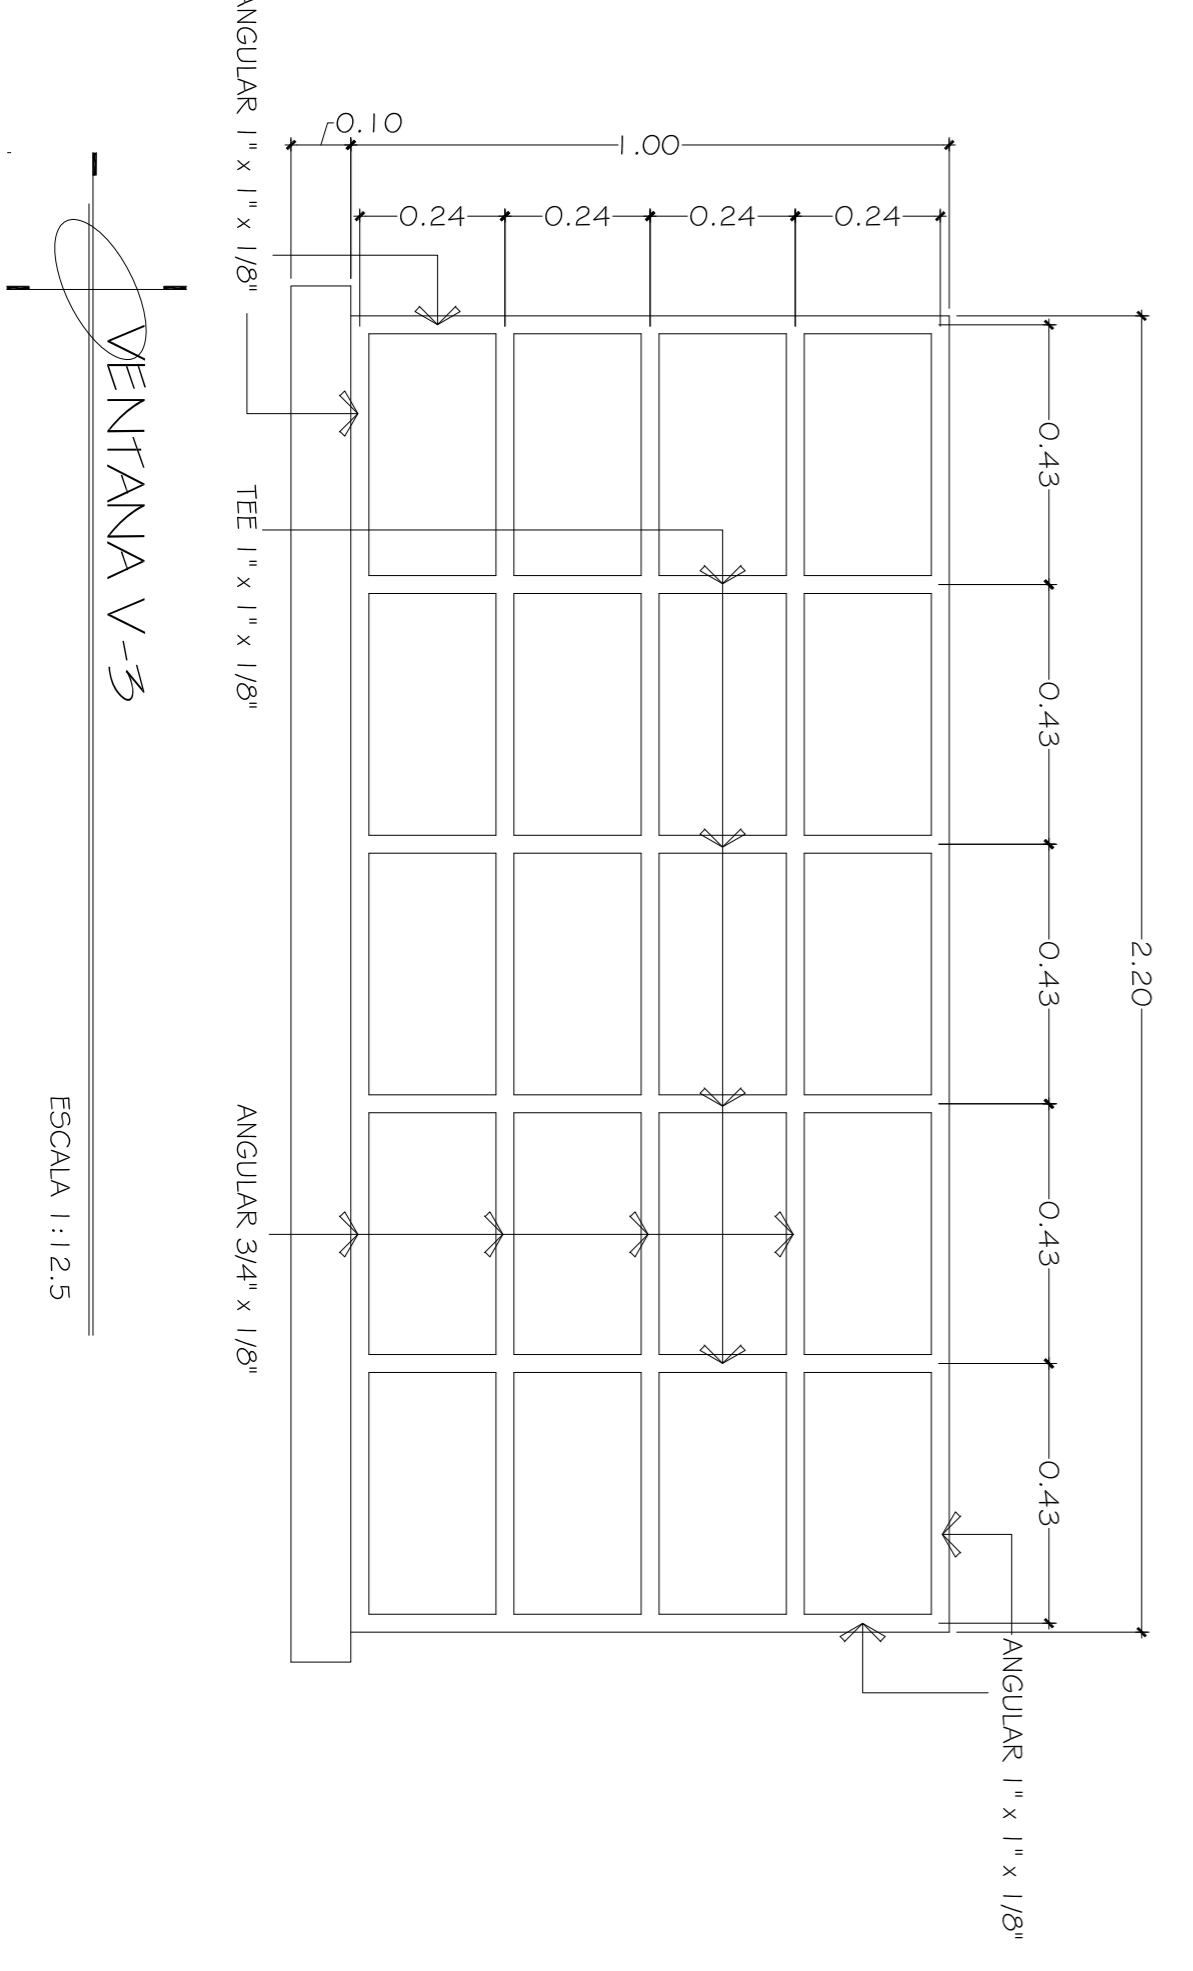 2.20
0.43
0.43
0.43
0.43
0.43
ANGULAR 1" x 1" x 1/8"
1.00
0.24
0.24
0.24
0.24
0.10
ANGULAR 1" x 1" x 1/8"
TEE 1" x 1" x 1/8"
ANGULAR 3/4" x 1/8"
VENTANA V-3
ESCALA 1:12.5